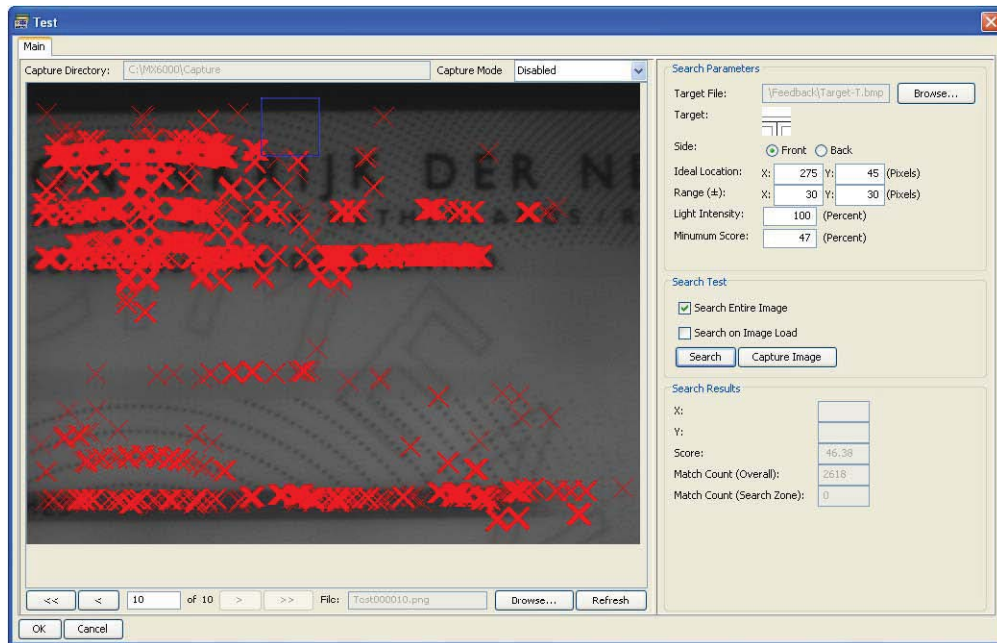 Test
Main
Capture Directory: C:\MX6000\Capture Capture Mode Disabled
Search Parameters
Target File: \Feedback\Target-T.bmp Browse...
Target:
Side: Front Back
Ideal Location: X: 275 Y: 45 (Pixels)
Range (±): X: 30 Y: 30 (Pixels)
Light Intensity: 100 (Percent)
Minumum Score: 47 (Percent)
Search Test
Search Entire Image
Search on Image Load
Search Capture Image
Search Results
X:
Y:
Score: 46.38
Match Count (Overall): 2618
Match Count (Search Zone): 0
DER NE
<< < 10 of 10 > >> File: Test000010.png Browse... Refresh
OK Cancel